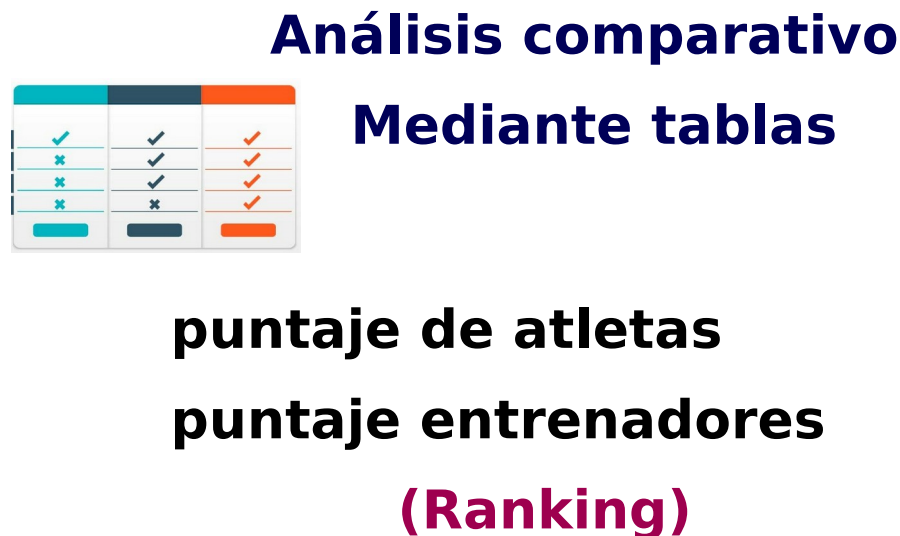 Análisis comparativo
Mediante tablas
puntaje de atletas
puntaje entrenadores
(Ranking)